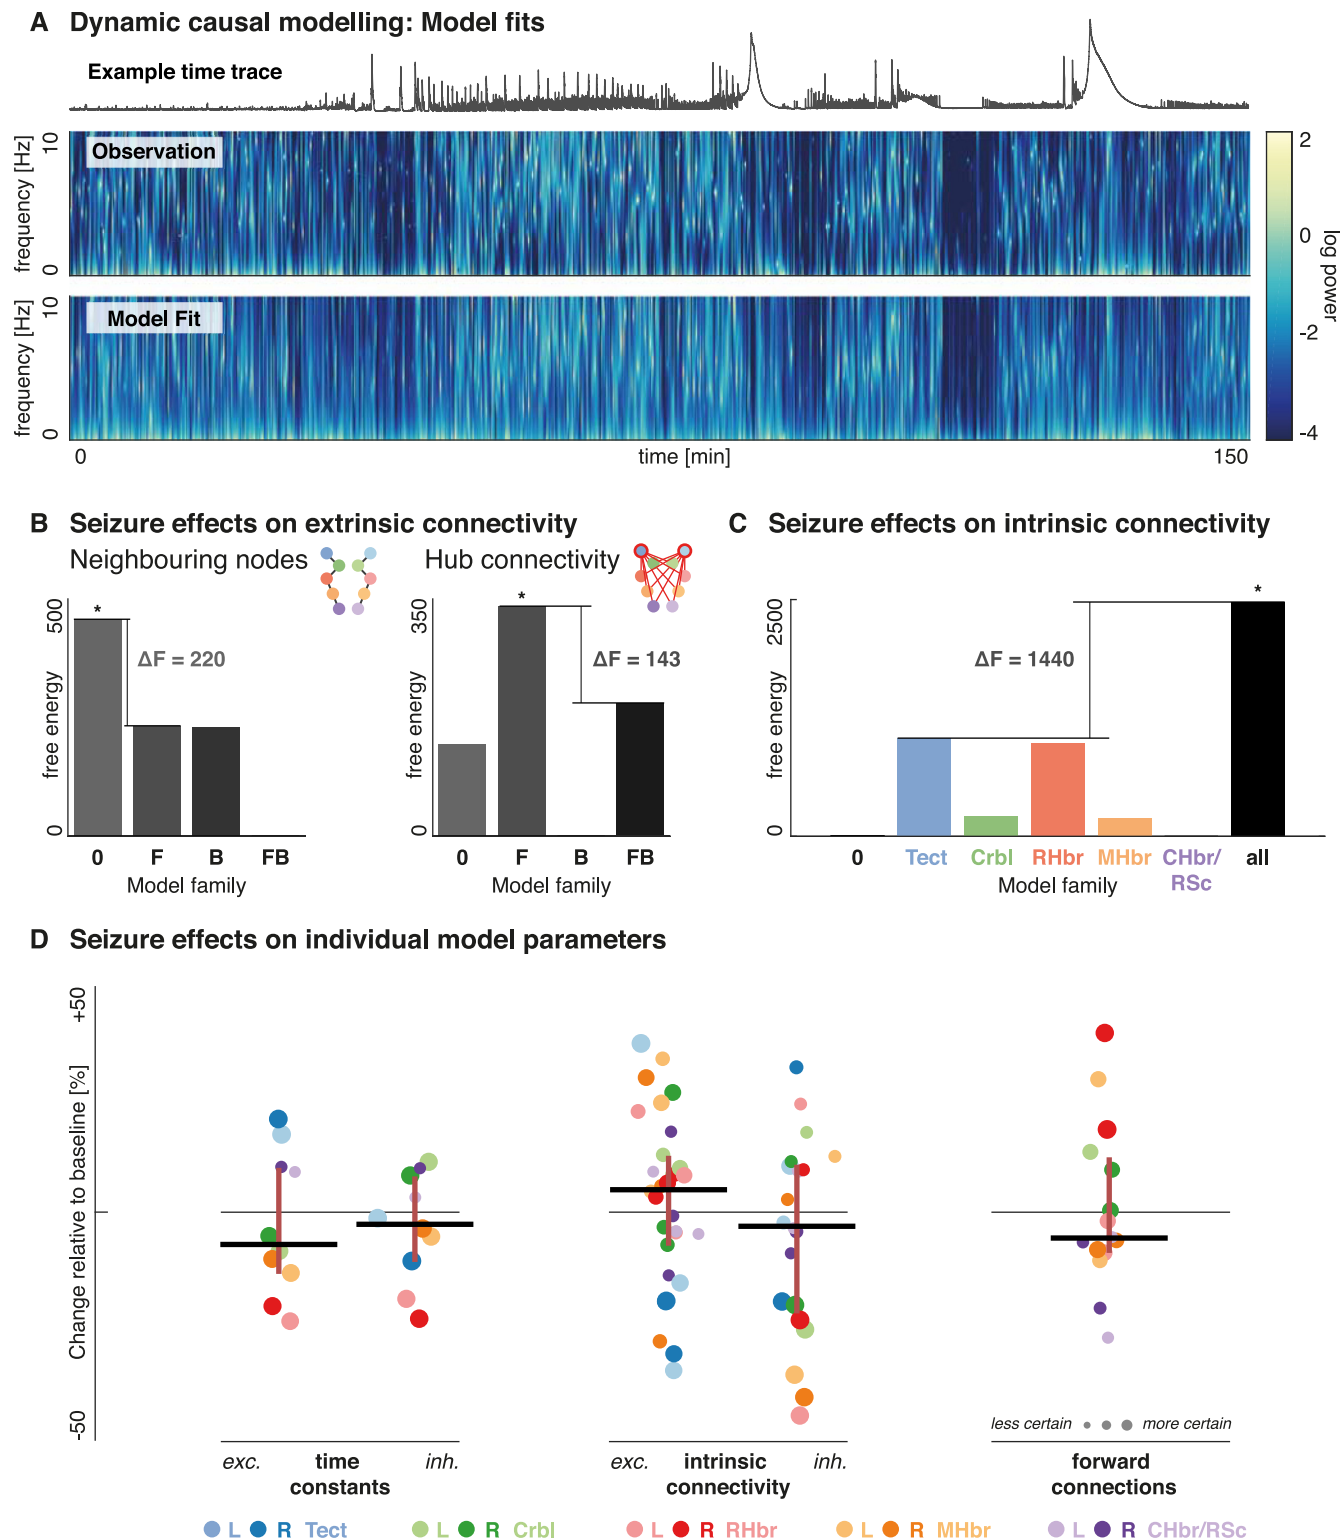 A Dynamic causal modelling: Model fits
Example time trace
Observation
frequency [Hz]
10
0
Model Fit
frequency [Hz]
10
0
0
time [min]
150
2
0
-2
-4
log power
B Seizure effects on extrinsic connectivity
Neighbouring nodes
Hub connectivity
500
0
free energy
*
ΔF = 220
0 F B FB
Model family
350
0
free energy
*
ΔF = 143
0 F B FB
Model family
C Seizure effects on intrinsic connectivity
2500
0
free energy
*
ΔF = 1440
0 Tect Crbl RHbr MHbr CHbr/ all
RSc
Model family
D Seizure effects on individual model parameters
+50
Change relative to baseline [%]
-50
less certain more certain
exc. time inh.
constants
exc. intrinsic inh.
connectivity
forward
connections
L R Tect L R Crbl L R RHbr L R MHbr L R CHbr/RSc